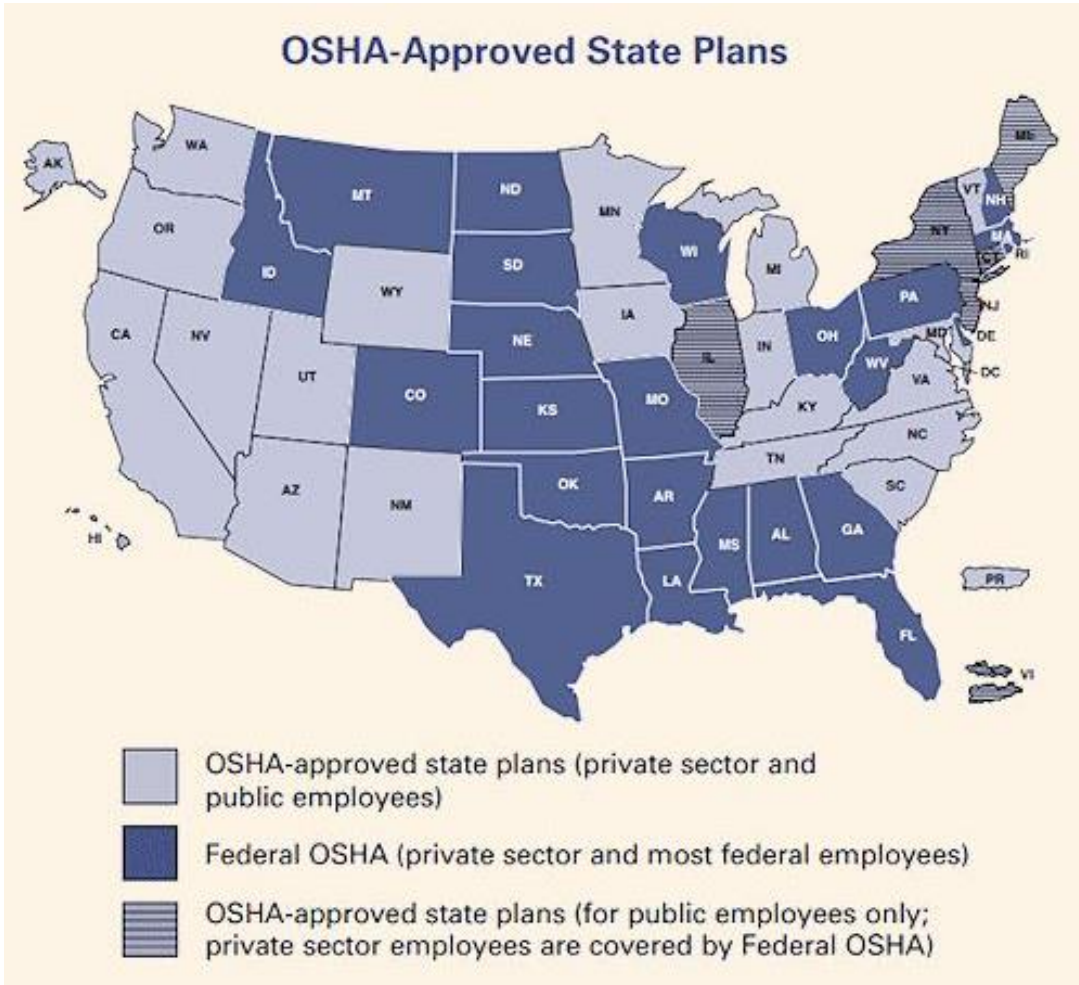 OSHA-Approved State Plans
WA
AK
MT
ND
MN
ME
VT
NH
OR
ID
SD
WI
NY
MA
CT
RI
WY
MI
CA
NV
IA
PA
NJ
NE
IL
IN
OH
MD
DE
UT
CO
KS
MO
WV
VA
DC
KY
NC
TN
AZ
NM
OK
AR
SC
HI
TX
MS
AL
GA
LA
PR
FL
VI
OSHA-approved state plans (private sector and
public employees)
Federal OSHA (private sector and most federal employees)
OSHA-approved state plans (for public employees only;
private sector employees are covered by Federal OSHA)